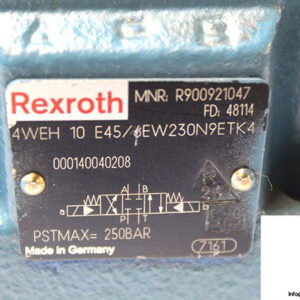 A C B
Rexroth
MNR: R900921047
FD: 48114
4WEH 10 E45/6EW230N9ETK4
000140040208
A B
a b
P T
PSTMAX= 250BAR
Made in Germany
7161